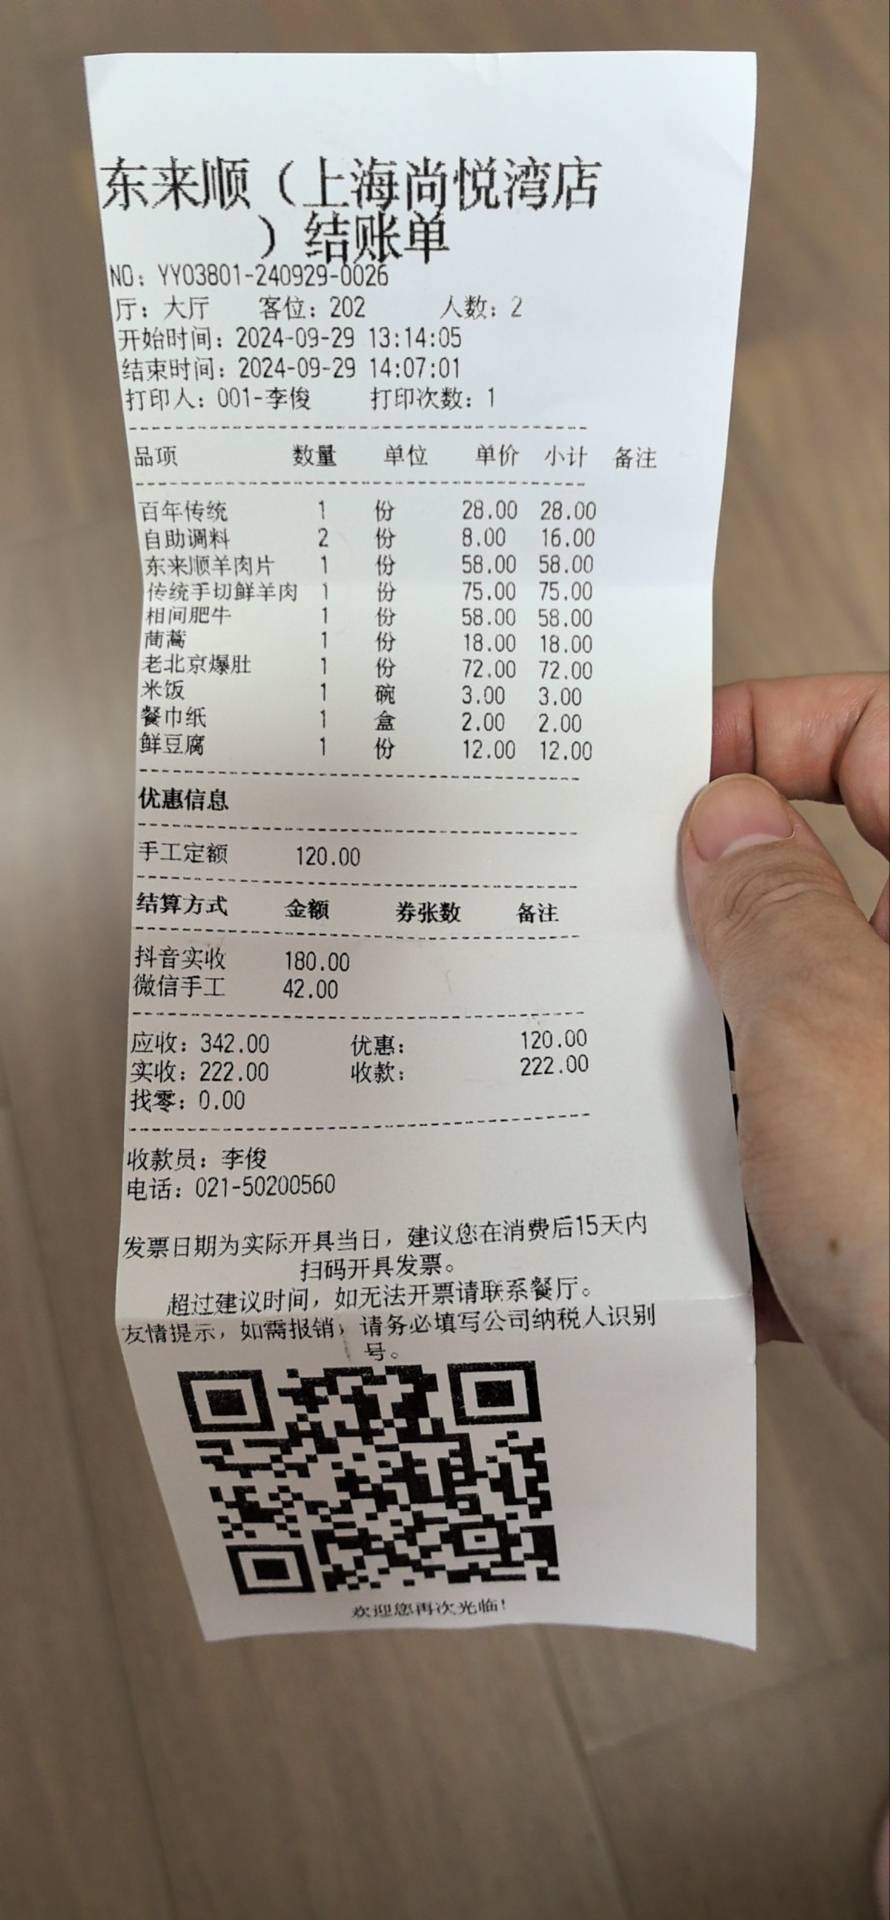 东来顺（上海尚悦湾店
）结账单
NO：YY03801-240929-0026
厅：大厅 客位：202 人数：2
开始时间：2024-09-29 13:14:05
结束时间：2024-09-29 14:07:01
打印人：001-李俊 打印次数：1
品项 数量 单位 单价 小计 备注
百年传统 1 份 28.00 28.00
自助调料 2 份 8.00 16.00
东来顺羊肉片 1 份 58.00 58.00
传统手切鲜羊肉 1 份 75.00 75.00
相间肥牛 1 份 58.00 58.00
茼蒿 1 份 18.00 18.00
老北京爆肚 1 份 72.00 72.00
米饭 1 碗 3.00 3.00
餐巾纸 1 盒 2.00 2.00
鲜豆腐 1 份 12.00 12.00
优惠信息
手工定额 120.00
结算方式 金额 券张数 备注
抖音实收 180.00
微信手工 42.00
应收：342.00 优惠： 120.00
实收：222.00 收款： 222.00
找零：0.00
收款员：李俊
电话：021-50200560
发票日期为实际开具当日，建议您在消费后15天内
扫码开具发票。
超过建议时间，如无法开票请联系餐厅。
友情提示，如需报销，请务必填写公司纳税人识别
号。
欢迎您再次光临！